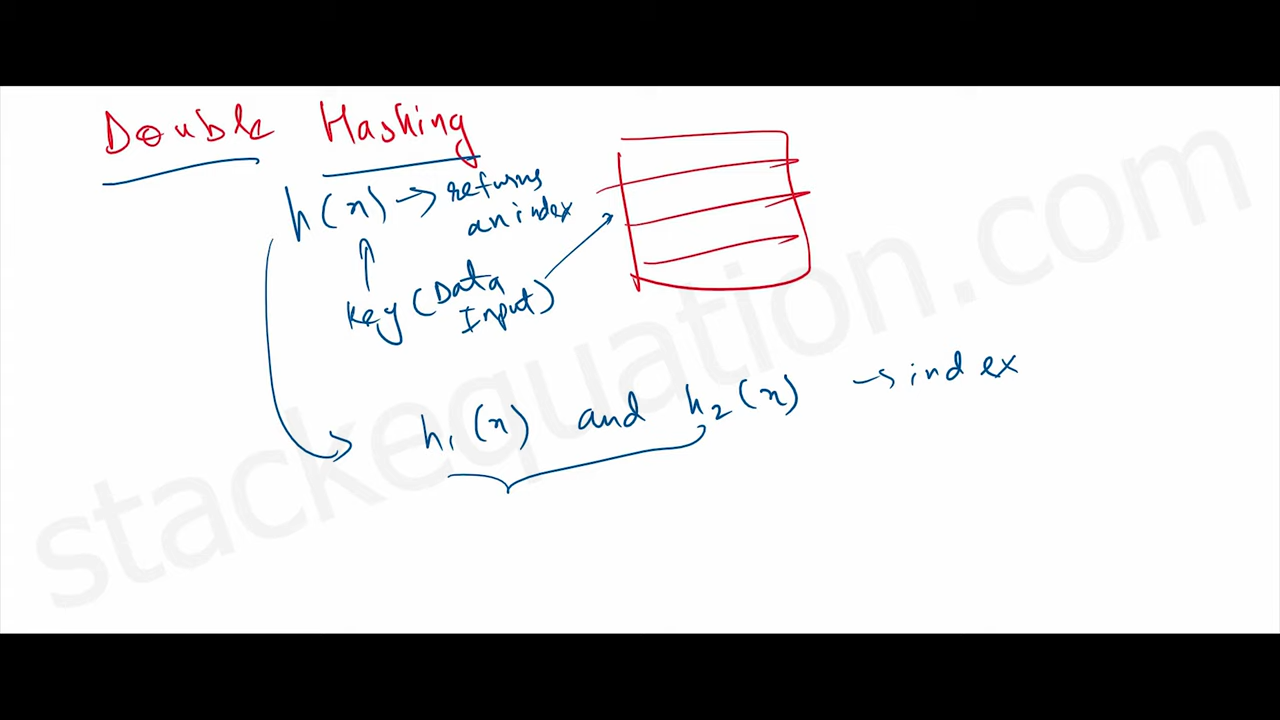 Double Hashing
h(x) → returns
an index
key (Data
Input)
h₁(x) and h₂(x) → index
stackequation.com